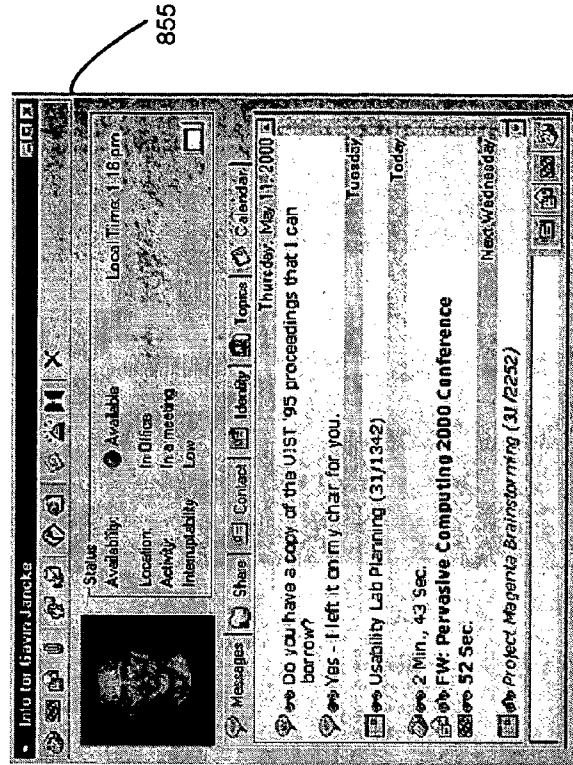 Info for Gavin Jancke
Status
Availability: Available
Local Time: 1:18 pm
Location: In Office
Activity: In a meeting
Interruptability: Low
Messages Share Contact Identity Topics Calendar
Thursday, May 11, 2000
Do you have a copy of the UIST '95 proceedings that I can
borrow?
Yes - I left it on my chair for you.
Tuesday
Usability Lab Planning (31/1342)
Today
2 Min., 43 Sec.
FW: Pervasive Computing 2000 Conference
52 Sec.
Next Wednesday
Project Magenta Brainstorming (31/2252)
855